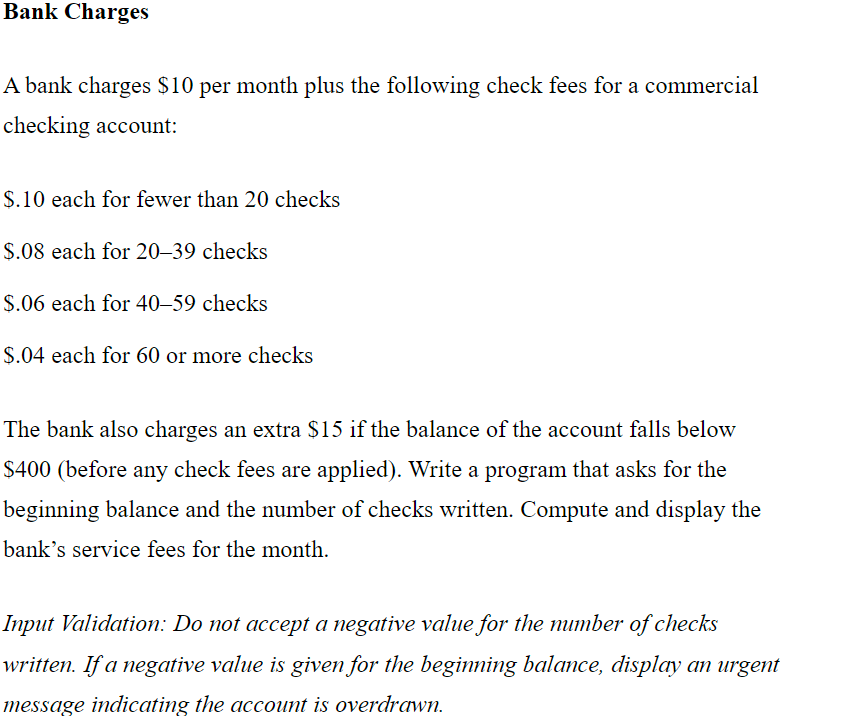 Bank Charges
A bank charges $10 per month plus the following check fees for a commercial
checking account:
$.10 each for fewer than 20 checks
$.08 each for 20–39 checks
$.06 each for 40–59 checks
$.04 each for 60 or more checks
The bank also charges an extra $15 if the balance of the account falls below
$400 (before any check fees are applied). Write a program that asks for the
beginning balance and the number of checks written. Compute and display the
bank’s service fees for the month.
Input Validation: Do not accept a negative value for the number of checks
written. If a negative value is given for the beginning balance, display an urgent
message indicating the account is overdrawn.